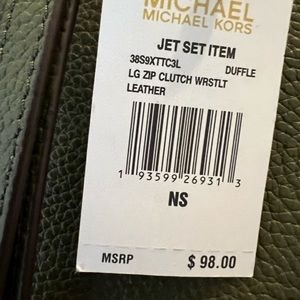 MICHAEL
MICHAEL KORS
JET SET ITEM
38S9XTTC3L DUFFLE
LG ZIP CLUTCH WRSTLT
LEATHER
1 93599 26931 3
NS
MSRP $ 98.00